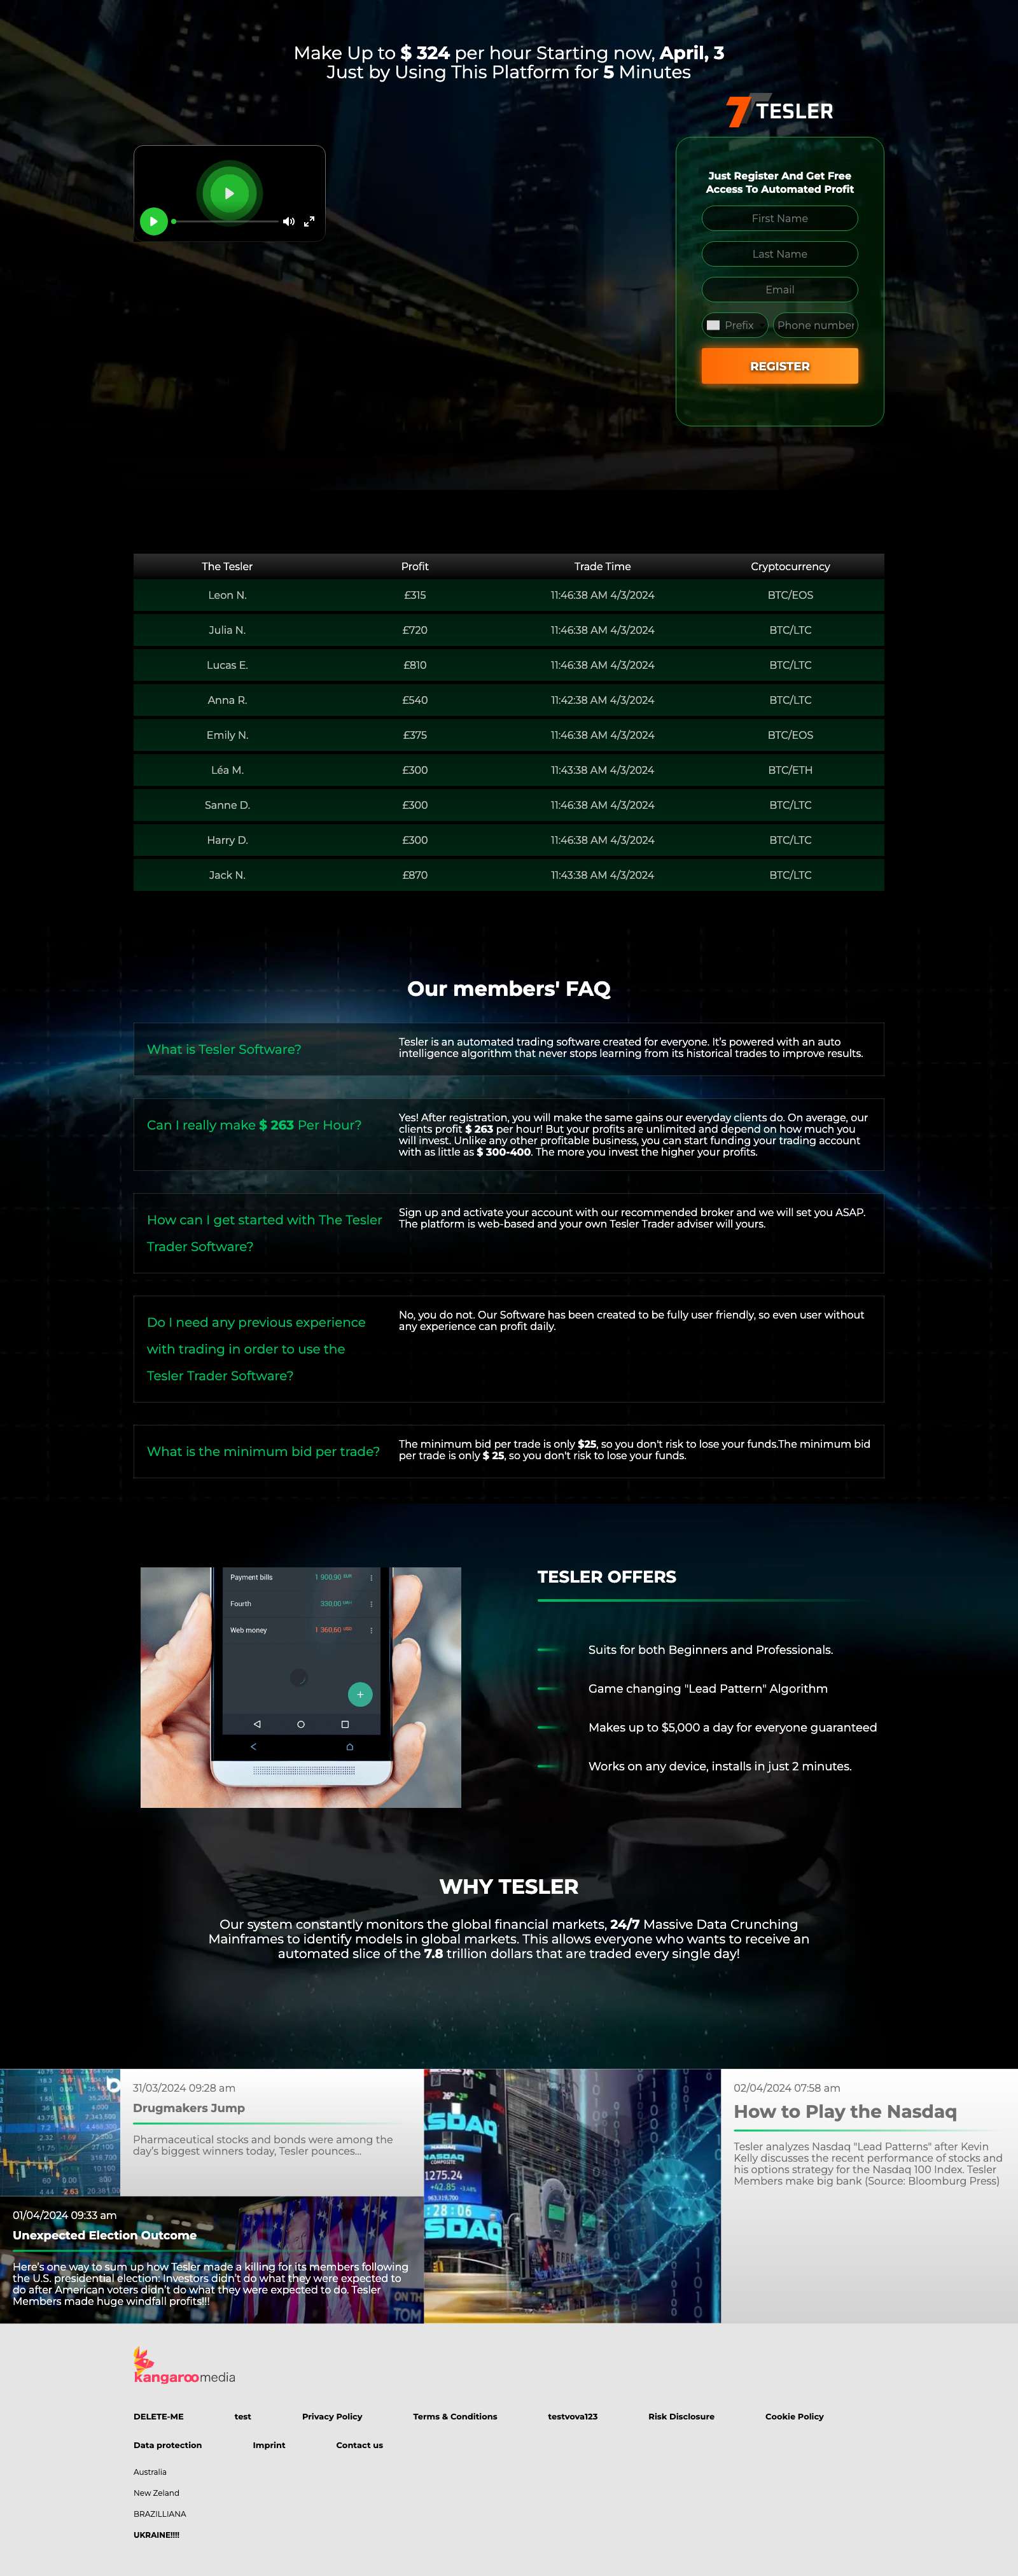 Make Up to $ 324 per hour Starting now, April, 3
Just by Using This Platform for 5 Minutes
TESLER
Just Register And Get Free
Access To Automated Profit
First Name
Last Name
Email
Prefix
Phone number
REGISTER
The Tesler Profit Trade Time Cryptocurrency
Leon N. £315 11:46:38 AM 4/3/2024 BTC/EOS
Julia N. £720 11:46:38 AM 4/3/2024 BTC/LTC
Lucas E. £810 11:46:38 AM 4/3/2024 BTC/LTC
Anna R. £540 11:42:38 AM 4/3/2024 BTC/LTC
Emily N. £375 11:46:38 AM 4/3/2024 BTC/EOS
Léa M. £300 11:43:38 AM 4/3/2024 BTC/ETH
Sanne D. £300 11:46:38 AM 4/3/2024 BTC/LTC
Harry D. £300 11:46:38 AM 4/3/2024 BTC/LTC
Jack N. £870 11:43:38 AM 4/3/2024 BTC/LTC
Our members' FAQ
What is Tesler Software?
Tesler is an automated trading software created for everyone. It's powered with an auto
intelligence algorithm that never stops learning from its historical trades to improve results.
Can I really make $ 263 Per Hour?
Yes! After registration, you will make the same gains our everyday clients do. On average, our
clients profit $ 263 per hour! But your profits are unlimited and depend on how much you
will invest. Unlike any other profitable business, you can start funding your trading account
with as little as $ 300-400. The more you invest the higher your profits.
How can I get started with The Tesler
Trader Software?
Sign up and activate your account with our recommended broker and we will set you ASAP.
The platform is web-based and your own Tesler Trader adviser will yours.
Do I need any previous experience
with trading in order to use the
Tesler Trader Software?
No, you do not. Our Software has been created to be fully user friendly, so even user without
any experience can profit daily.
What is the minimum bid per trade?
The minimum bid per trade is only $25, so you don't risk to lose your funds.The minimum bid
per trade is only $ 25, so you don't risk to lose your funds.
Payment bills 1 900,90 EUR
Fourth 330,00
Web money 1 360,60 USD
TESLER OFFERS
Suits for both Beginners and Professionals.
Game changing "Lead Pattern" Algorithm
Makes up to $5,000 a day for everyone guaranteed
Works on any device, installs in just 2 minutes.
WHY TESLER
Our system constantly monitors the global financial markets, 24/7 Massive Data Crunching
Mainframes to identify models in global markets. This allows everyone who wants to receive an
automated slice of the 7.8 trillion dollars that are traded every single day!
31/03/2024 09:28 am
Drugmakers Jump
Pharmaceutical stocks and bonds were among the
day's biggest winners today, Tesler pounces...
01/04/2024 09:33 am
Unexpected Election Outcome
Here's one way to sum up how Tesler made a killing for its members following
the U.S. presidential election: Investors didn't do what they were expected to
do after American voters didn't do what they were expected to do. Tesler
Members made huge windfall profits!!!
SDAQ
1275.24
+42.85
28:06
SDAQ
02/04/2024 07:58 am
How to Play the Nasdaq
Tesler analyzes Nasdaq "Lead Patterns" after Kevin
Kelly discusses the recent performance of stocks and
his options strategy for the Nasdaq 100 Index. Tesler
Members make big bank (Source: Bloomburg Press)
kangaroomedia
DELETE-ME test Privacy Policy Terms & Conditions testvova123 Risk Disclosure Cookie Policy
Data protection Imprint Contact us
Australia
New Zeland
BRAZILLIANA
UKRAINE!!!!